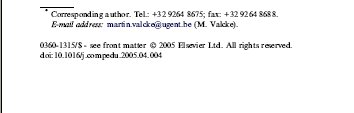 * Corresponding author. Tel.: +32 9264 8675; fax: +32 9264 8688.
E-mail address: martin.valcke@ugent.be (M. Valcke).
0360-1315/$ - see front matter © 2005 Elsevier Ltd. All rights reserved.
doi:10.1016/j.compedu.2005.04.004